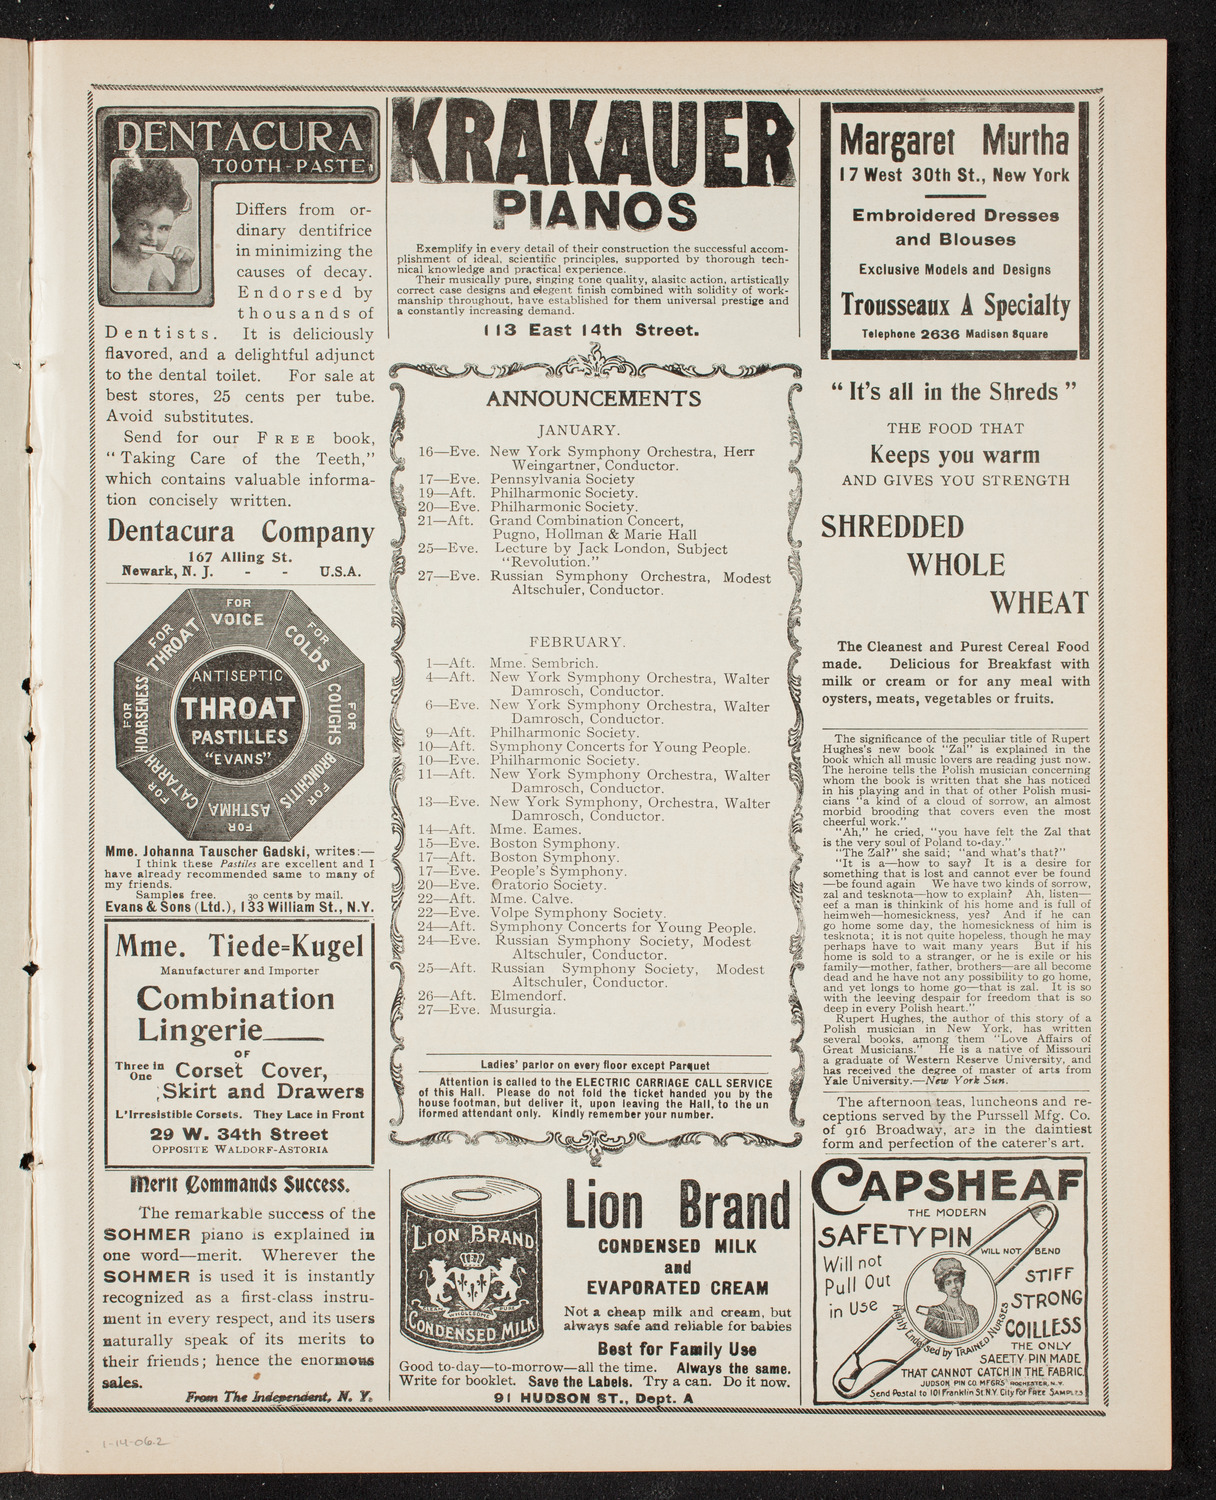 DENTACURA
TOOTH-PASTE
Differs from or-
dinary dentifrice
in minimizing the
causes of decay.
Endorsed by
thousands of
Dentists. It is deliciously
flavored, and a delightful adjunct
to the dental toilet. For sale at
best stores, 25 cents per tube.
Avoid substitutes.
Send for our FREE book,
"Taking Care of the Teeth,"
which contains valuable informa-
tion concisely written.
Dentacura Company
167 Alling St.
Newark, N. J. - - U.S.A.
FOR VOICE
FOR COLDS
FOR COUGHS
FOR BRONCHITIS
FOR ASTHMA
FOR CATARRH
FOR HOARSENESS
FOR THROAT
ANTISEPTIC
THROAT
PASTILLES
"EVANS"
Mme. Johanna Tauscher Gadski, writes:—
I think these Pastiles are excellent and I
have already recommended same to many of
my friends.
Samples free. 30 cents by mail.
Evans & Sons (Ltd.), 133 William St., N.Y.
Mme. Tiede=Kugel
Manufacturer and Importer
Combination
Lingerie
OF
Three in One Corset Cover,
Skirt and Drawers
L'Irresistible Corsets. They Lace in Front
29 W. 34th Street
OPPOSITE WALDORF-ASTORIA
Merit Commands Success.
The remarkable success of the
SOHMER piano is explained in
one word—merit. Wherever the
SOHMER is used it is instantly
recognized as a first-class instru-
ment in every respect, and its users
naturally speak of its merits to
their friends; hence the enormous
sales.
From The Independent, N. Y.
KRAKAUER
PIANOS
Exemplify in every detail of their construction the successful accom-
plishment of ideal, scientific principles, supported by thorough tech-
nical knowledge and practical experience.
Their musically pure, singing tone quality, alasitc action, artistically
correct case designs and elegent finish combined with solidity of work-
manship throughout, have established for them universal prestige and
a constantly increasing demand.
113 East 14th Street.
ANNOUNCEMENTS
JANUARY.
16—Eve. New York Symphony Orchestra, Herr
Weingartner, Conductor.
17—Eve. Pennsylvania Society
19—Aft. Philharmonic Society.
20—Eve. Philharmonic Society.
21—Aft. Grand Combination Concert,
Pugno, Hollman & Marie Hall
25—Eve. Lecture by Jack London, Subject
"Revolution."
27—Eve. Russian Symphony Orchestra, Modest
Altschuler, Conductor.
FEBRUARY.
1—Aft. Mme. Sembrich.
4—Aft. New York Symphony Orchestra, Walter
Damrosch, Conductor.
6—Eve. New York Symphony Orchestra, Walter
Damrosch, Conductor.
9—Aft. Philharmonic Society.
10—Aft. Symphony Concerts for Young People.
10—Eve. Philharmonic Society.
11—Aft. New York Symphony Orchestra, Walter
Damrosch, Conductor.
13—Eve. New York Symphony, Orchestra, Walter
Damrosch, Conductor.
14—Aft. Mme. Eames.
15—Eve. Boston Symphony.
17—Aft. Boston Symphony.
17—Eve. People's Symphony.
20—Eve. Oratorio Society.
22—Aft. Mme. Calve.
22—Eve. Volpe Symphony Society.
24—Aft. Symphony Concerts for Young People.
24—Eve. Russian Symphony Society, Modest
Altschuler, Conductor.
25—Aft. Russian Symphony Society, Modest
Altschuler, Conductor.
26—Aft. Elmendorf.
27—Eve. Musurgia.
Ladies' parlor on every floor except Parquet
Attention is called to the ELECTRIC CARRIAGE CALL SERVICE
of this Hall. Please do not fold the ticket handed you by the
house footman, but deliver it, upon leaving the Hall, to the un
iformed attendant only. Kindly remember your number.
LION BRAND
CLEAN WHOLESOME PURE
CONDENSED MILK
Lion Brand
CONDENSED MILK
and
EVAPORATED CREAM
Not a cheap milk and cream, but
always safe and reliable for babies
Best for Family Use
Good to-day—to-morrow—all the time. Always the same.
Write for booklet. Save the Labels. Try a can. Do it now.
91 HUDSON ST., Dept. A
Margaret Murtha
17 West 30th St., New York
Embroidered Dresses
and Blouses
Exclusive Models and Designs
Trousseaux A Specialty
Telephone 2636 Madison Square
"It's all in the Shreds"
THE FOOD THAT
Keeps you warm
AND GIVES YOU STRENGTH
SHREDDED
WHOLE
WHEAT
The Cleanest and Purest Cereal Food
made. Delicious for Breakfast with
milk or cream or for any meal with
oysters, meats, vegetables or fruits.
The significance of the peculiar title of Rupert
Hughes's new book "Zal" is explained in the
book which all music lovers are reading just now.
The heroine tells the Polish musician concerning
whom the book is written that she has noticed
in his playing and in that of other Polish musi-
cians "a kind of a cloud of sorrow, an almost
morbid brooding that covers even the most
cheerful work."
"Ah," he cried, "you have felt the Zal that
is the very soul of Poland to-day."
"The Zal?" she said; "and what's that?"
"It is a—how to say? It is a desire for
something that is lost and cannot ever be found
—be found again We have two kinds of sorrow,
zal and tesknota—how to explain? Ah, listen—
eef a man is thinkink of his home and is full of
heimweh—homesickness, yes? And if he can
go home some day, the homesickness of him is
tesknota; it is not quite hopeless, though he may
perhaps have to wait many years But if his
home is sold to a stranger, or he is exile or his
family—mother, father, brothers—are all become
dead and he have not any possibility to go home,
and yet longs to home go—that is zal. It is so
with the leeving despair for freedom that is so
deep in every Polish heart."
Rupert Hughes, the author of this story of a
Polish musician in New York, has written
several books, among them "Love Affairs of
Great Musicians." He is a native of Missouri
a graduate of Western Reserve University, and
has received the degree of master of arts from
Yale University.—New York Sun.
The afternoon teas, luncheons and re-
ceptions served by the Purssell Mfg. Co.
of 916 Broadway, are in the daintiest
form and perfection of the caterer's art.
CAPSHEAF
THE MODERN
SAFETY PIN
WILL NOT BEND
Will not
Pull Out
in Use
STIFF
STRONG
COILLESS
Highly Endorsed by TRAINED NURSES
THE ONLY
SAFETY PIN MADE
THAT CANNOT CATCH IN THE FABRIC.
JUDSON PIN CO. MFGRS ROCHESTER, N.Y.
Send Postal to 101 Franklin St. N.Y. City For Free SAMPLES
1-14-06.2